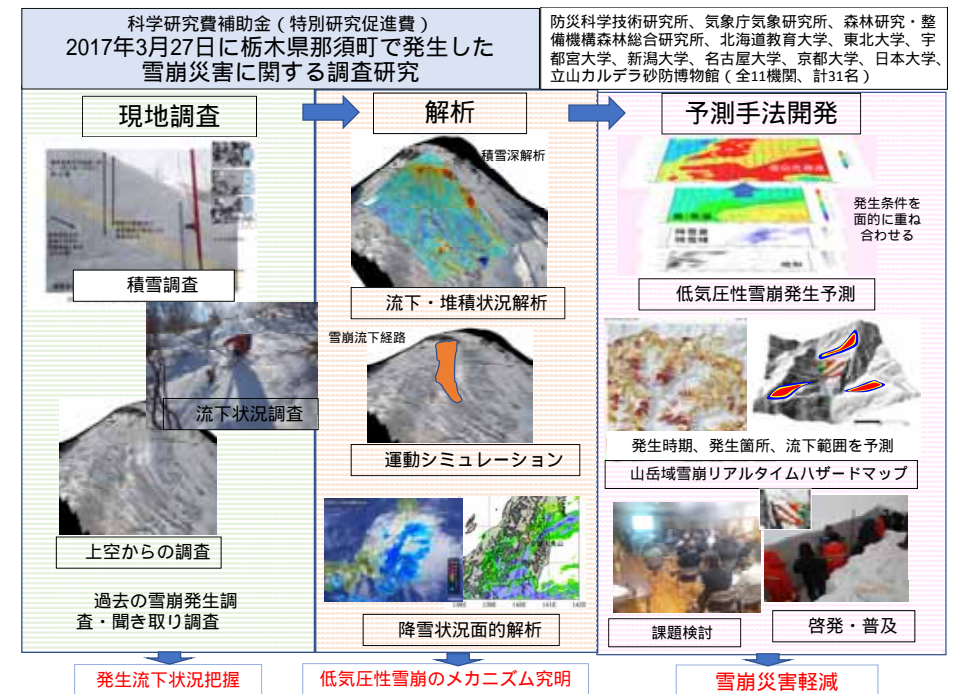 科学研究費補助金（特別研究促進費）
2017年3月27日に栃木県那須町で発生した
雪崩災害に関する調査研究
防災科学技術研究所、気象庁気象研究所、森林研究・整
備機構森林総合研究所、北海道教育大学、東北大学、宇
都宮大学、新潟大学、名古屋大学、京都大学、日本大学、
立山カルデラ砂防博物館（全11機関、計31名）
現地調査
積雪調査
流下状況調査
上空からの調査
過去の雪崩発生調
査・聞き取り調査
発生流下状況把握
解析
積雪深解析
流下・堆積状況解析
雪崩流下経路
運動シミュレーション
降雪状況面的解析
低気圧性雪崩のメカニズム究明
予測手法開発
発生条件を
面的に重ね
合わせる
低気圧性雪崩発生予測
発生時期、発生箇所、流下範囲を予測
山岳域雪崩リアルタイムハザードマップ
課題検討
啓発・普及
雪崩災害軽減